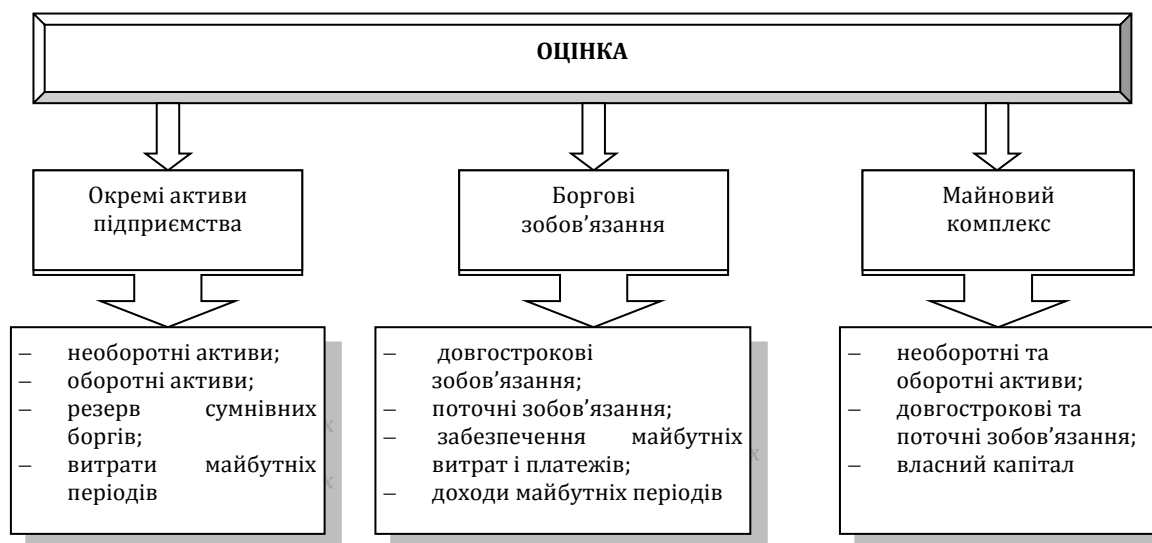 ОЦІНКА
Окремі активи
підприємства
Боргові
зобов’язання
Майновий
комплекс
– необоротні активи;
– оборотні активи;
– резерв сумнівних
боргів;
– витрати майбутніх
періодів
– довгострокові
зобов’язання;
– поточні зобов’язання;
– забезпечення майбутніх
витрат і платежів;
– доходи майбутніх періодів
– необоротні та
оборотні активи;
– довгострокові та
поточні зобов’язання;
– власний капітал